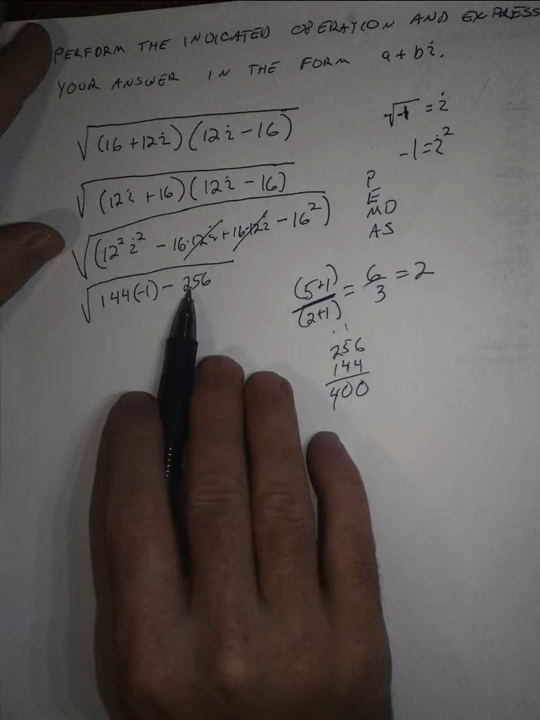 PERFORM THE INDICATED OPERATION AND EXPRESS
YOUR ANSWER IN THE FORM a+bi.
√(16+12i)(12i-16)
√-1 = i
-1 = i²
√(12i+16)(12i-16)
P
E
MD
AS
√(12²i² - 16·12i + 16·12i - 16²)
√144(-1) - 256
(5+1)/(2+1) = 6/3 = 2
256
144
400